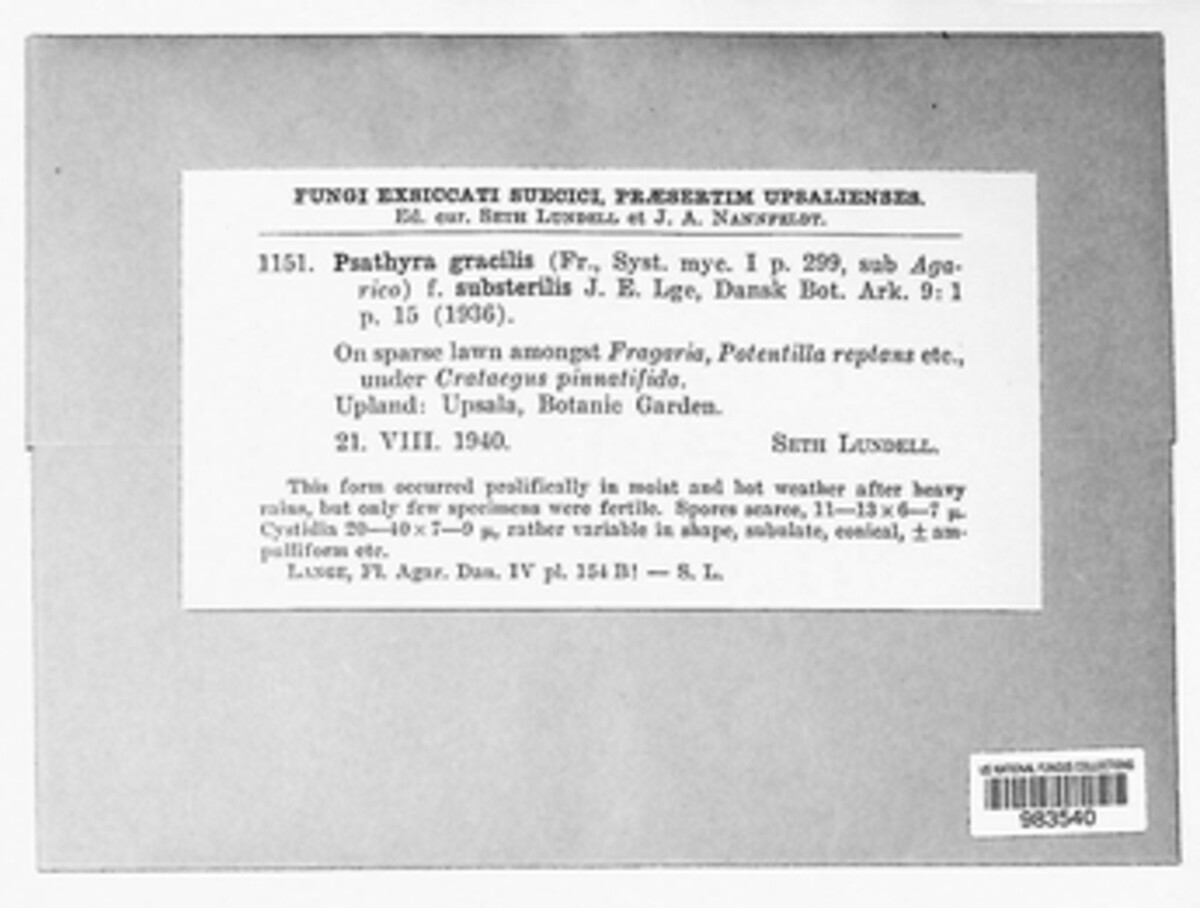 FUNGI EXSICCATI SUECICI, PRÆSERTIM UPSALIENSES.
Ed. cur. SETH LUNDELL et J. A. NANNFELDT.
1151. Psathyra gracilis (Fr., Syst. myc. I p. 299, sub Aga-
rico) f. substerilis J. E. Lge, Dansk Bot. Ark. 9: 1
p. 15 (1936).
On sparse lawn amongst Fragaria, Potentilla reptans etc.,
under Crataegus pinnatifida.
Upland: Upsala, Botanic Garden.
21. VIII. 1940. SETH LUNDELL.
This form occurred prolifically in moist and hot weather after heavy
rains, but only few specimens were fertile. Spores scarce, 11—13 × 6—7 μ.
Cystidia 20—40 × 7—9 μ, rather variable in shape, subulate, conical, ± am-
pulliform etc.
LANGE, Fl. Agar. Dan. IV pl. 154 B! — S. L.
US NATIONAL FUNGUS COLLECTIONS
983540